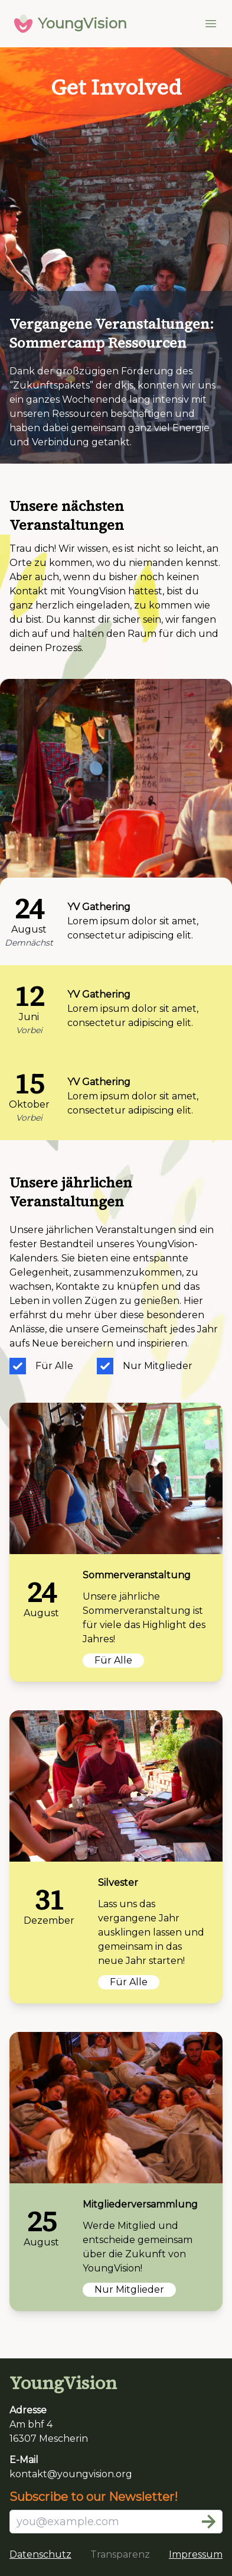 YoungVision
Get Involved
Vergangene Veranstaltungen:
Sommercamp Ressourcen
Dank der großzügigen Förderung des
“Zukunftspakets” der dkjs, konnten wir uns
ein ganzes Wochenende lang intensiv mit
unseren Ressourcen beschäftigen und
haben dabei gemeinsam ganz viel Energie
und Verbindung getankt.
Unsere nächsten
Veranstaltungen
Trau dich! Wir wissen, es ist nicht so leicht, an
Orte zu kommen, wo du niemanden kennst.
Aber auch, wenn du bisher noch keinen
Kontakt mit YoungVision hattest, bist du
ganz herzlich eingeladen, zu kommen wie
du bist. Du kannst dir sicher sein, wir fangen
dich auf und halten den Raum für dich und
deinen Prozess.
24
August
Demnächst
YV Gathering
Lorem ipsum dolor sit amet,
consectetur adipiscing elit.
12
Juni
Vorbei
YV Gathering
Lorem ipsum dolor sit amet,
consectetur adipiscing elit.
15
Oktober
Vorbei
YV Gathering
Lorem ipsum dolor sit amet,
consectetur adipiscing elit.
Unsere jährlichen
Veranstaltungen
Unsere jährlichen Veranstaltungen sind ein
fester Bestandteil unseres YoungVision-
Kalenders. Sie bieten eine entspannte
Gelegenheit, zusammenzukommen, zu
wachsen, Kontakte zu knüpfen und das
Leben in vollen Zügen zu genießen. Hier
erfährst du mehr über diese besonderen
Anlässe, die unsere Gemeinschaft jedes Jahr
aufs Neue bereichern und inspirieren.
Für Alle
Nur Mitglieder
24
August
Sommerveranstaltung
Unsere jährliche
Sommerveranstaltung ist
für viele das Highlight des
Jahres!
Für Alle
31
Dezember
Silvester
Lass uns das
vergangene Jahr
ausklingen lassen und
gemeinsam in das
neue Jahr starten!
Für Alle
25
August
Mitgliederversammlung
Werde Mitglied und
entscheide gemeinsam
über die Zukunft von
YoungVision!
Nur Mitglieder
YoungVision
Adresse
Am bhf 4
16307 Mescherin
E-Mail
kontakt@youngvision.org
Subscribe to our Newsletter!
you@example.com
Datenschutz
Transparenz
Impressum